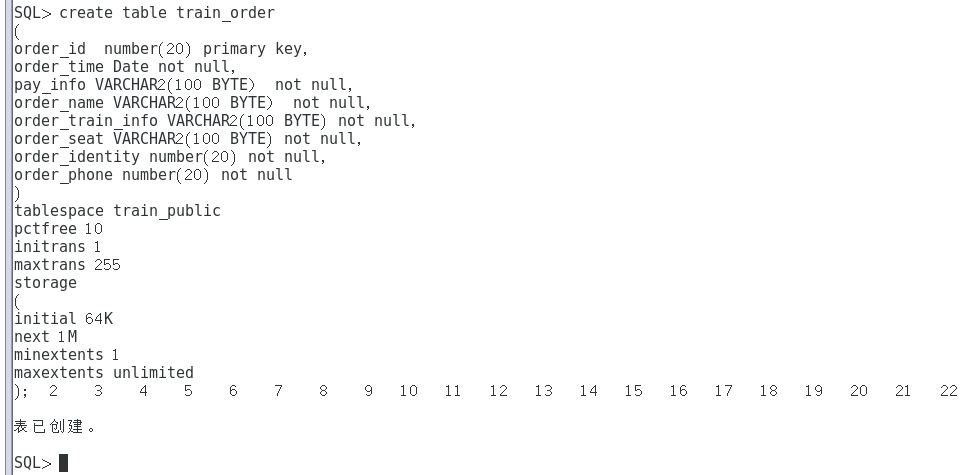 SQL> create table train_order
(
order_id  number(20) primary key,
order_time Date not null,
pay_info VARCHAR2(100 BYTE)  not null,
order_name VARCHAR2(100 BYTE)  not null,
order_train_info VARCHAR2(100 BYTE) not null,
order_seat VARCHAR2(100 BYTE) not null,
order_identity number(20) not null,
order_phone number(20) not null
)
tablespace train_public
pctfree 10
initrans 1
maxtrans 255
storage
(
initial 64K
next 1M
minextents 1
maxextents unlimited
);  2    3    4    5    6    7    8    9   10   11   12   13   14   15   16   17   18   19   20   21   22
表已创建。
SQL>